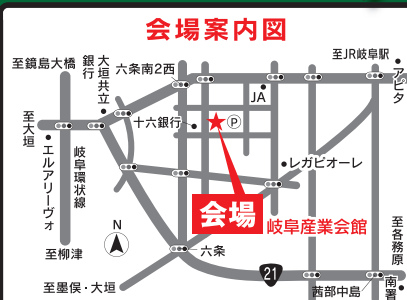 会場案内図
至鏡島大橋
大垣共立
銀行
六条南2西
至JR岐阜駅
アピタ
JA
至大垣
十六銀行
P
エルアリーヴォ
岐阜環状線
レガビオーレ
会場
岐阜産業会館
N
至柳津
六条
至各務原
21
至墨俣・大垣
茜部中島
南署